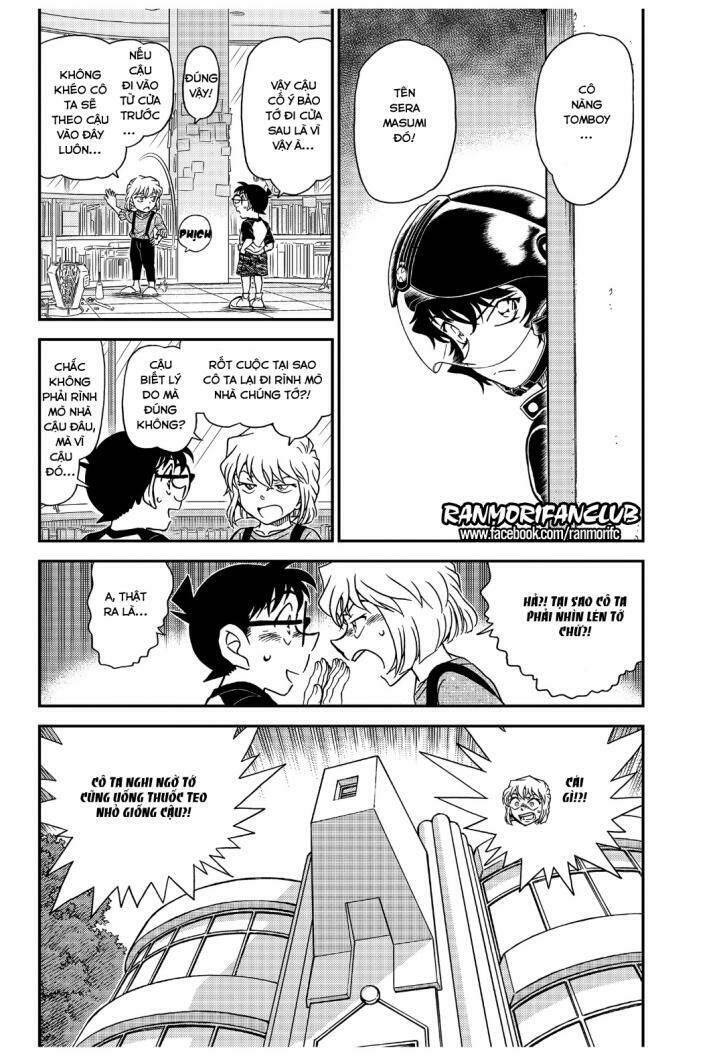 CÔ
NÀNG
TOMBOY...
TÊN
SERA
MASUMI
ĐÓ!
VẬY CẬU
CỐ Ý BẢO
TỚ ĐI CỬA
SAU LÀ VÌ
VẬY À...
ĐÚNG
VẬY!
NẾU
CẬU
ĐI VÀO
TỪ CỬA
TRƯỚC
...
KHÔNG
KHÉO CÔ
TA SẼ
THEO CẬU
VÀO ĐÂY
LUÔN...
PHỊCH
RANMORIFANCLUB
www.facebook.com/ranmorifc
RỐT CUỘC TẠI SAO
CÔ TA LẠI ĐI RÌNH MÒ
NHÀ CHÚNG TỚ?!
CẬU
BIẾT LÝ
DO MÀ
ĐÚNG
KHÔNG?
CHẮC
KHÔNG
PHẢI RÌNH
MÒ NHÀ
CẬU ĐÂU,
MÀ VÌ
CẬU
ĐÓ...
HẢ?! TẠI SAO CÔ TA
PHẢI NHÌN LÉN TỚ
CHỨ?!
A, THẬT
RA LÀ...
CÁI
GÌ!?!
CÔ TA NGHI NGỜ TỚ
CŨNG UỐNG THUỐC TEO
NHỎ GIỐNG CẬU?!